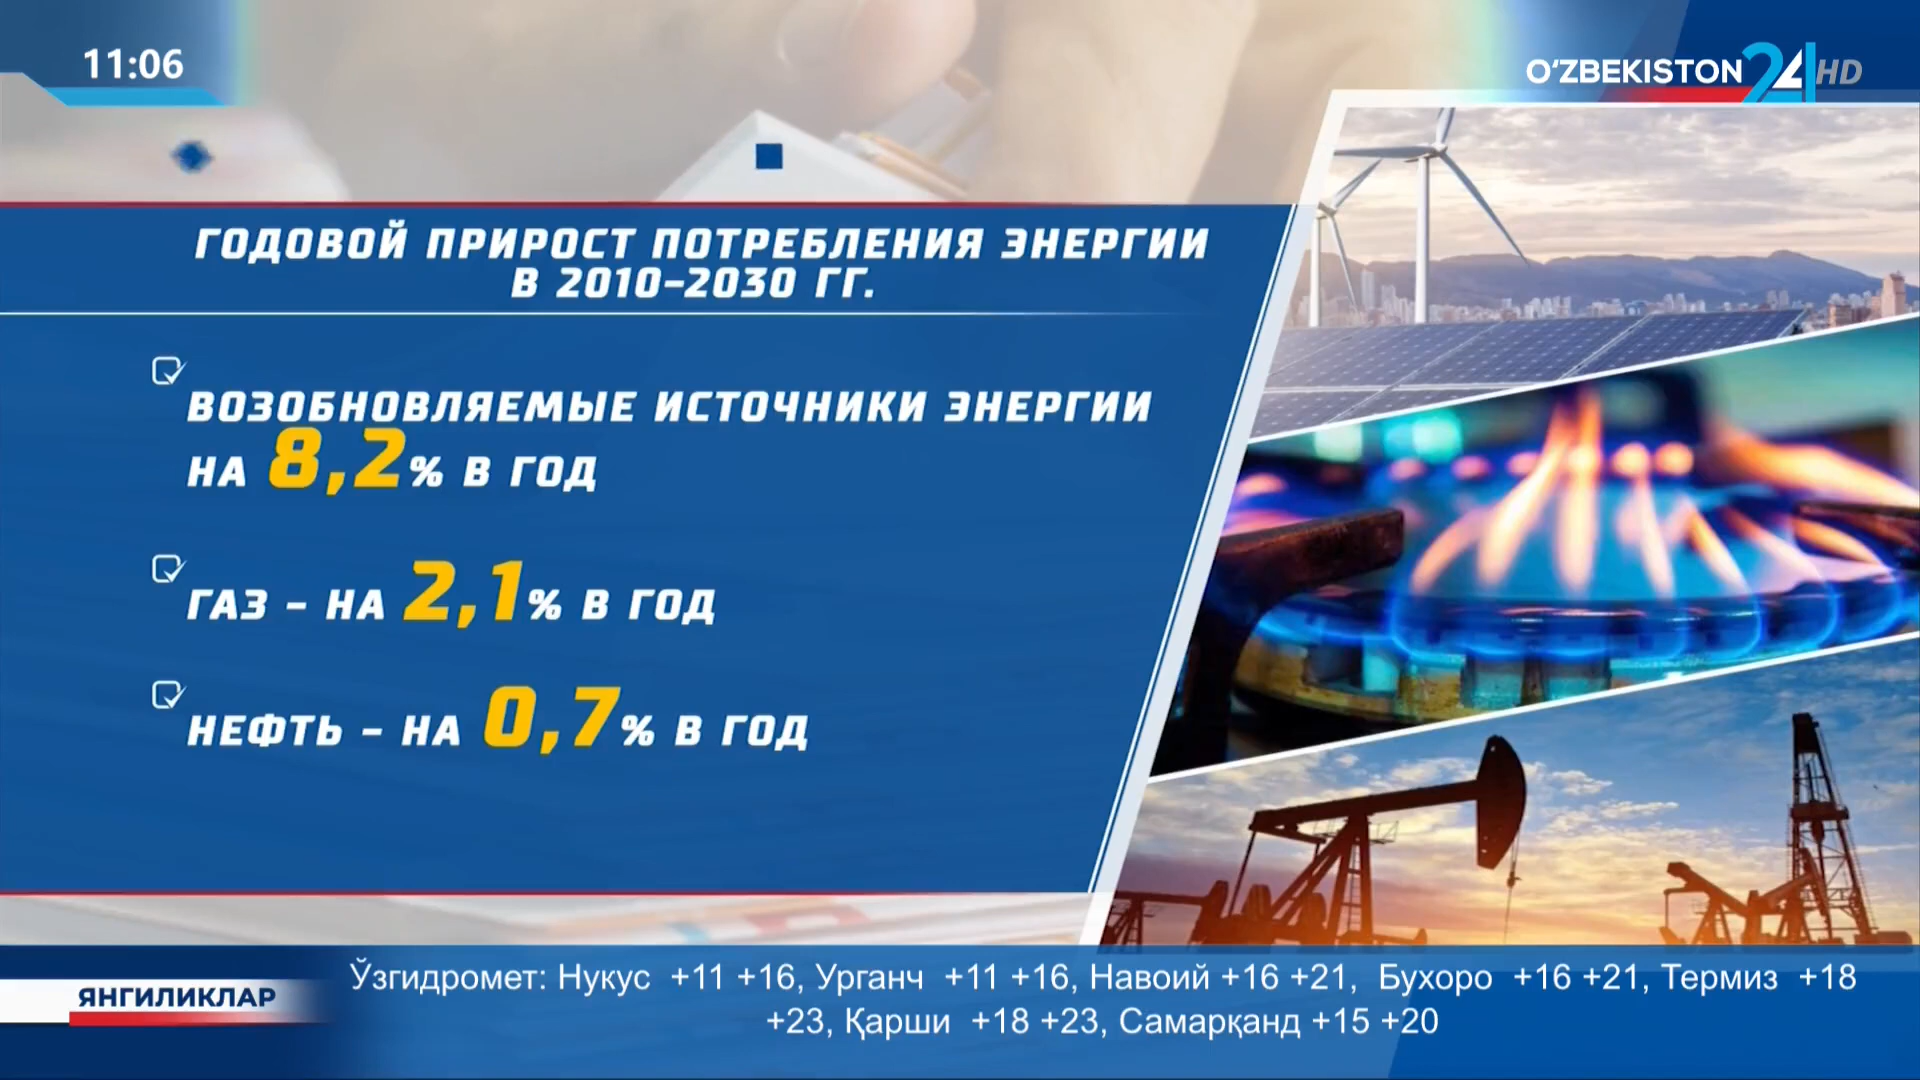 11:06
O‘ZBEKISTON 24 HD
ГОДОВОЙ ПРИРОСТ ПОТРЕБЛЕНИЯ ЭНЕРГИИ
В 2010–2030 ГГ.
ВОЗОБНОВЛЯЕМЫЕ ИСТОЧНИКИ ЭНЕРГИИ
НА 8,2% В ГОД
ГАЗ – НА 2,1% В ГОД
НЕФТЬ – НА 0,7% В ГОД
ЯНГИЛИКЛАР
Ўзгидромет: Нукус +11 +16, Урганч +11 +16, Навоий +16 +21, Бухоро +16 +21, Термиз +18
+23, Қарши +18 +23, Самарқанд +15 +20